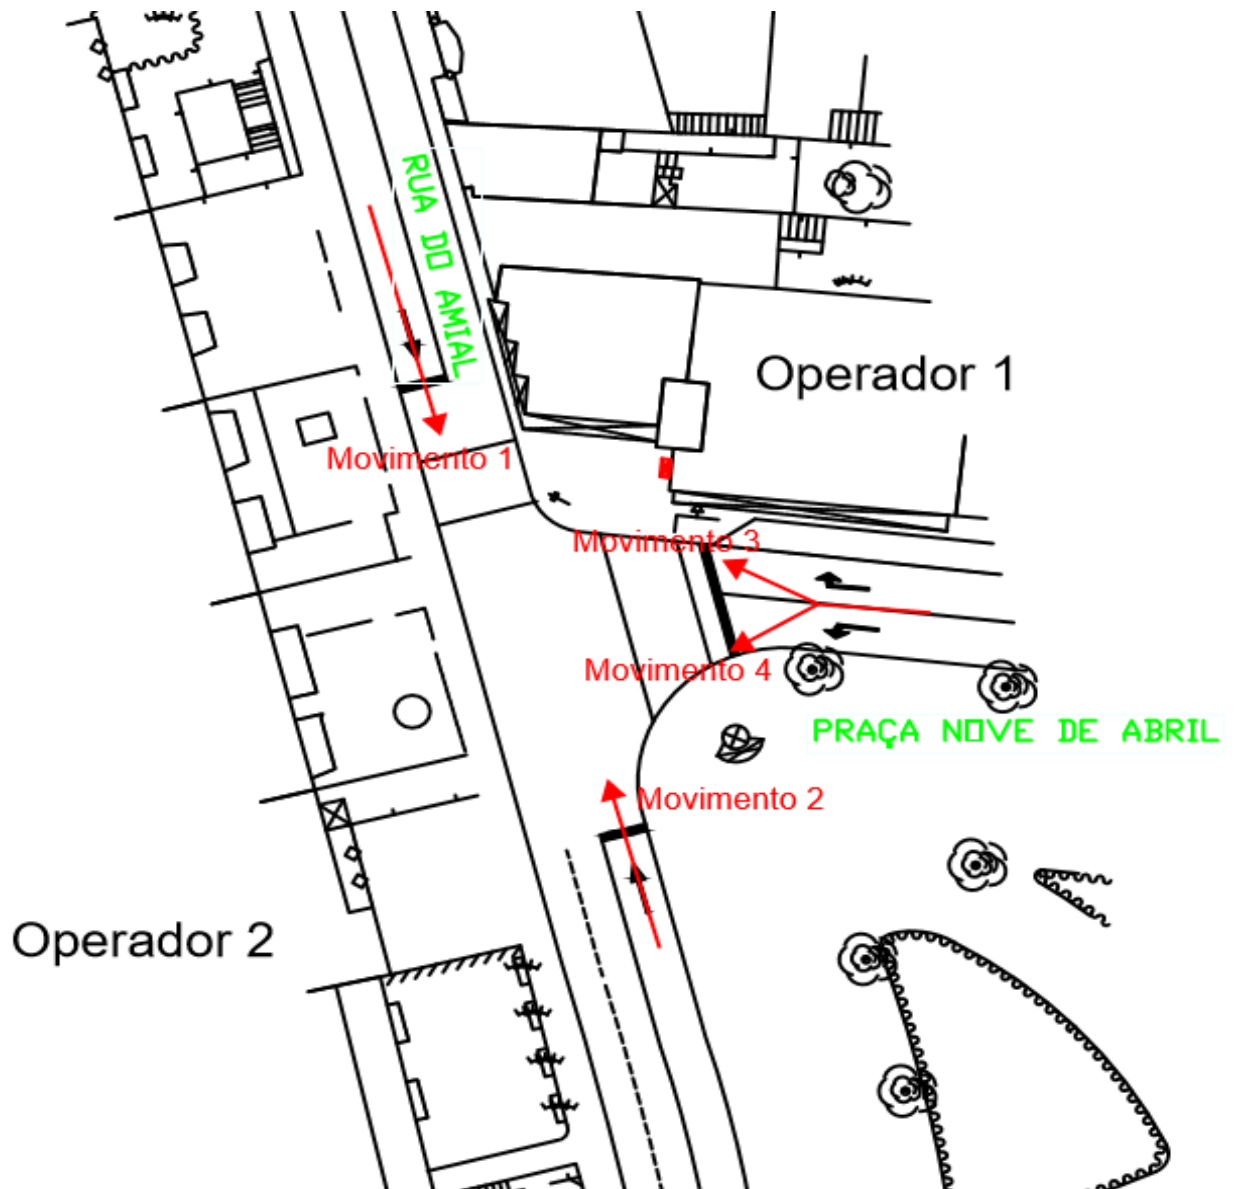 RUA DO AMIAL
Operador 1
Movimento 1
Movimento 3
Movimento 4
PRAÇA NOVE DE ABRIL
Movimento 2
Operador 2